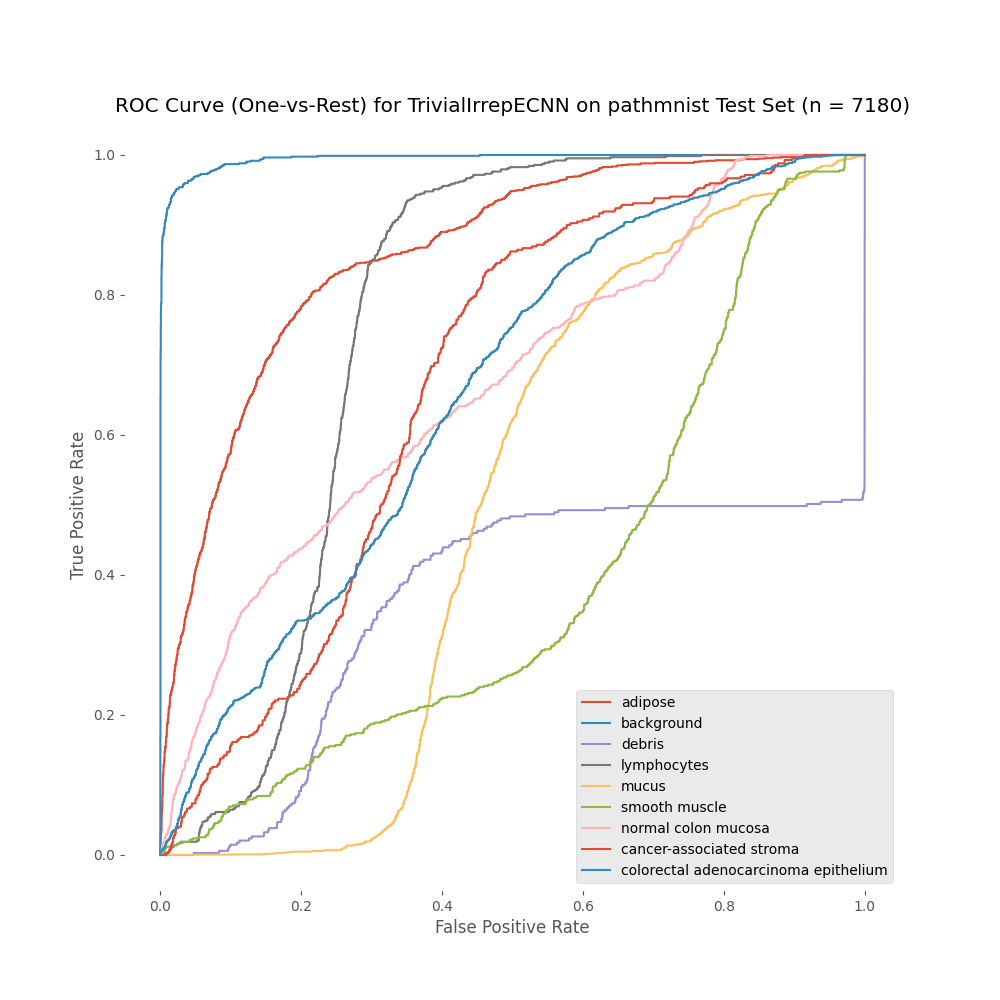 ROC Curve (One-vs-Rest) for TrivialIrrepECNN on pathmnist Test Set (n = 7180)
1.0
0.8
0.6
0.4
0.2
0.0
True Positive Rate
adipose
background
debris
lymphocytes
mucus
smooth muscle
normal colon mucosa
cancer-associated stroma
colorectal adenocarcinoma epithelium
0.0 0.2 0.4 0.6 0.8 1.0
False Positive Rate